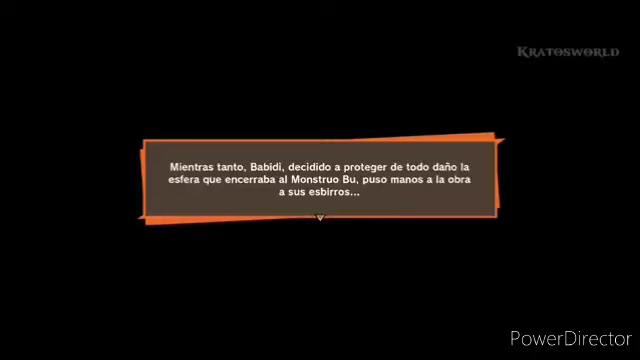 KRATOSWORLD
Mientras tanto, Babidi, decidido a proteger de todo daño la
esfera que encerraba al Monstruo Bu, puso manos a la obra
a sus esbirros...
PowerDirector